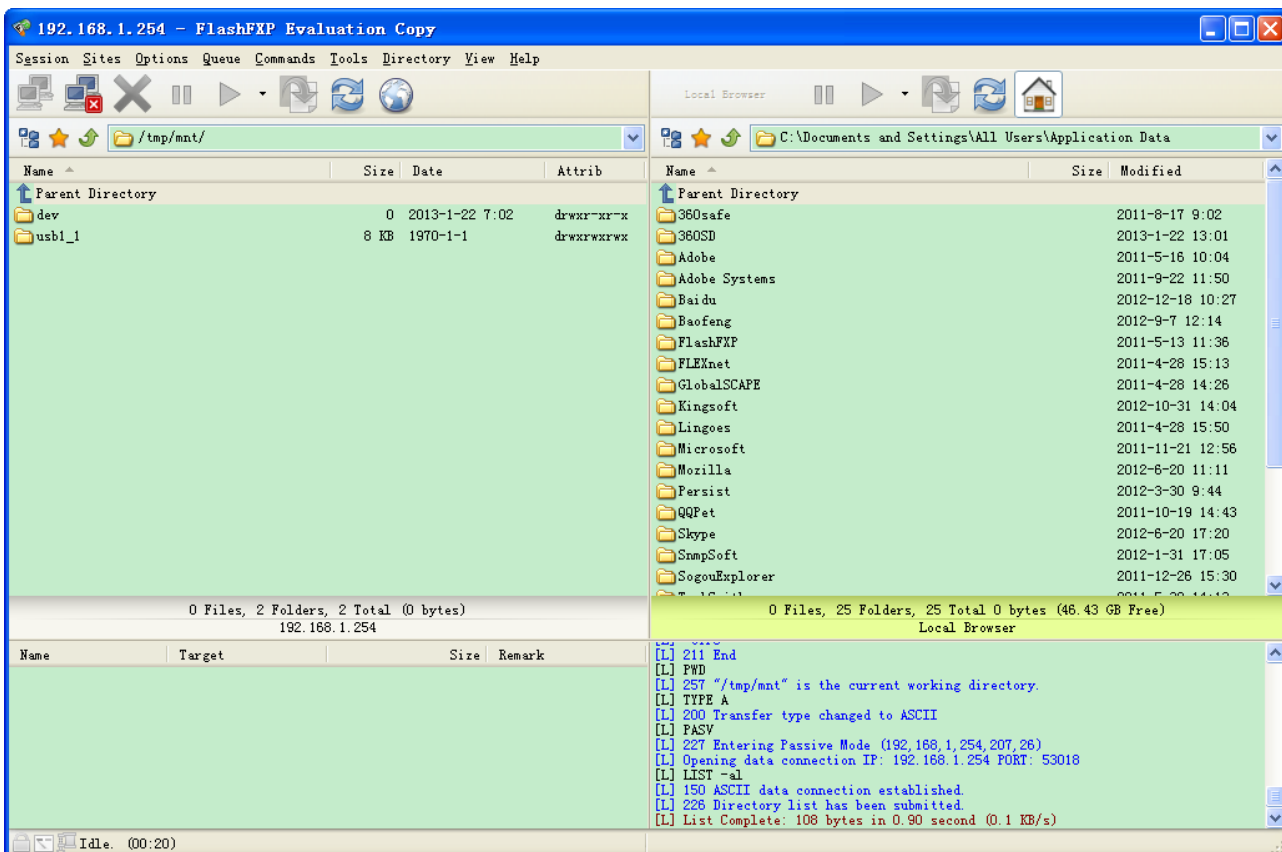 192.168.1.254 - FlashFXP Evaluation Copy
Session Sites Options Queue Commands Tools Directory View Help
Local Browser
/tmp/mnt/
C:\Documents and Settings\All Users\Application Data
Name Size Date Attrib
Parent Directory
dev 0 2013-1-22 7:02 drwxr-xr-x
usb1_1 8 KB 1970-1-1 drwxrwxrwx
0 Files, 2 Folders, 2 Total (0 bytes)
192.168.1.254
Name Size Modified
Parent Directory
360safe 2011-8-17 9:02
360SD 2013-1-22 13:01
Adobe 2011-5-16 10:04
Adobe Systems 2011-9-22 11:50
Baidu 2012-12-18 10:27
Baofeng 2012-9-7 12:14
FlashFXP 2011-5-13 11:36
FLEXnet 2011-4-28 15:13
GlobalSCAPE 2011-4-28 14:26
Kingsoft 2012-10-31 14:04
Lingoes 2011-4-28 15:50
Microsoft 2011-11-21 12:56
Mozilla 2012-6-20 11:11
Persist 2012-3-30 9:44
QQPet 2011-10-19 14:43
Skype 2012-6-20 17:20
SnmpSoft 2012-1-31 17:05
SogouExplorer 2011-12-26 15:30
0 Files, 25 Folders, 25 Total 0 bytes (46.43 GB Free)
Local Browser
Name Target Size Remark
[L] 211 End
[L] PWD
[L] 257 "/tmp/mnt" is the current working directory.
[L] TYPE A
[L] 200 Transfer type changed to ASCII
[L] PASV
[L] 227 Entering Passive Mode (192,168,1,254,207,26)
[L] Opening data connection IP: 192.168.1.254 PORT: 53018
[L] LIST -al
[L] 150 ASCII data connection established.
[L] 226 Directory list has been submitted.
[L] List Complete: 108 bytes in 0.90 second (0.1 KB/s)
Idle. (00:20)